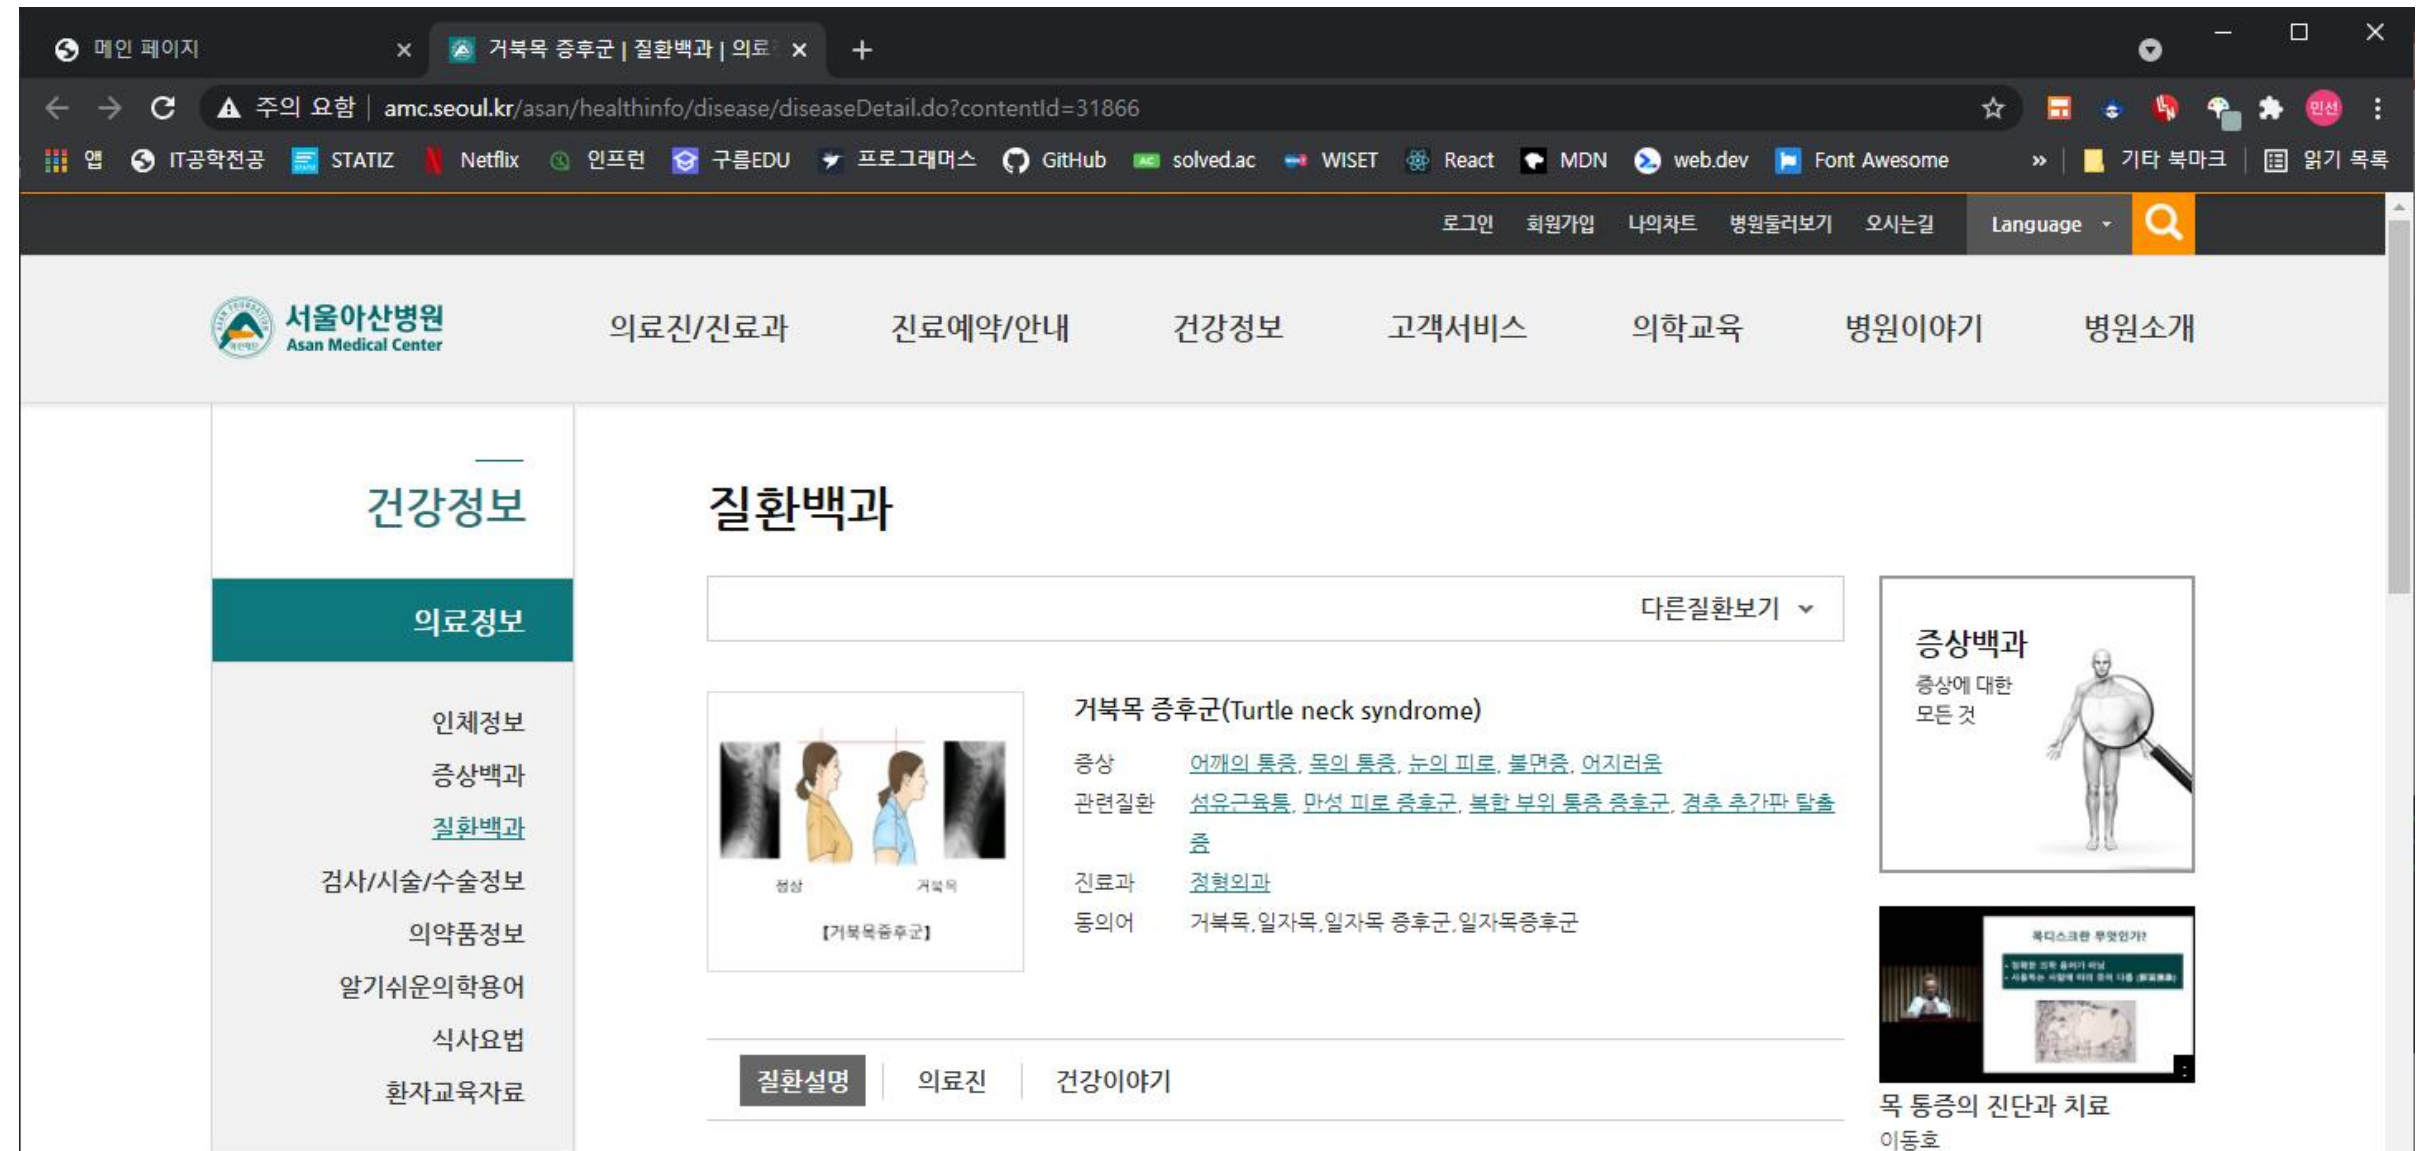 메인 페이지
거북목 증후군 | 질환백과 | 의료
주의 요함 | amc.seoul.kr/asan/healthinfo/disease/diseaseDetail.do?contentId=31866
민선
앱 IT공학전공 STATIZ Netflix 인프런 구름EDU 프로그래머스 GitHub solved.ac WISET React MDN web.dev Font Awesome » 기타 북마크 읽기 목록
로그인 회원가입 나의차트 병원둘러보기 오시는길 Language
서울아산병원
Asan Medical Center
의료진/진료과 진료예약/안내 건강정보 고객서비스 의학교육 병원이야기 병원소개
건강정보
의료정보
인체정보
증상백과
질환백과
검사/시술/수술정보
의약품정보
알기쉬운의학용어
식사요법
환자교육자료
질환백과
다른질환보기
정상 거북목
【거북목증후군】
거북목 증후군(Turtle neck syndrome)
증상 어깨의 통증, 목의 통증, 눈의 피로, 불면증, 어지러움
관련질환 섬유근육통, 만성 피로 증후군, 복합 부위 통증 증후군, 경추 추간판 탈출
증
진료과 정형외과
동의어 거북목,일자목,일자목 증후군,일자목증후군
질환설명 의료진 건강이야기
증상백과
증상에 대한
모든 것
목디스크란 무엇인가?
목 통증의 진단과 치료
이동호